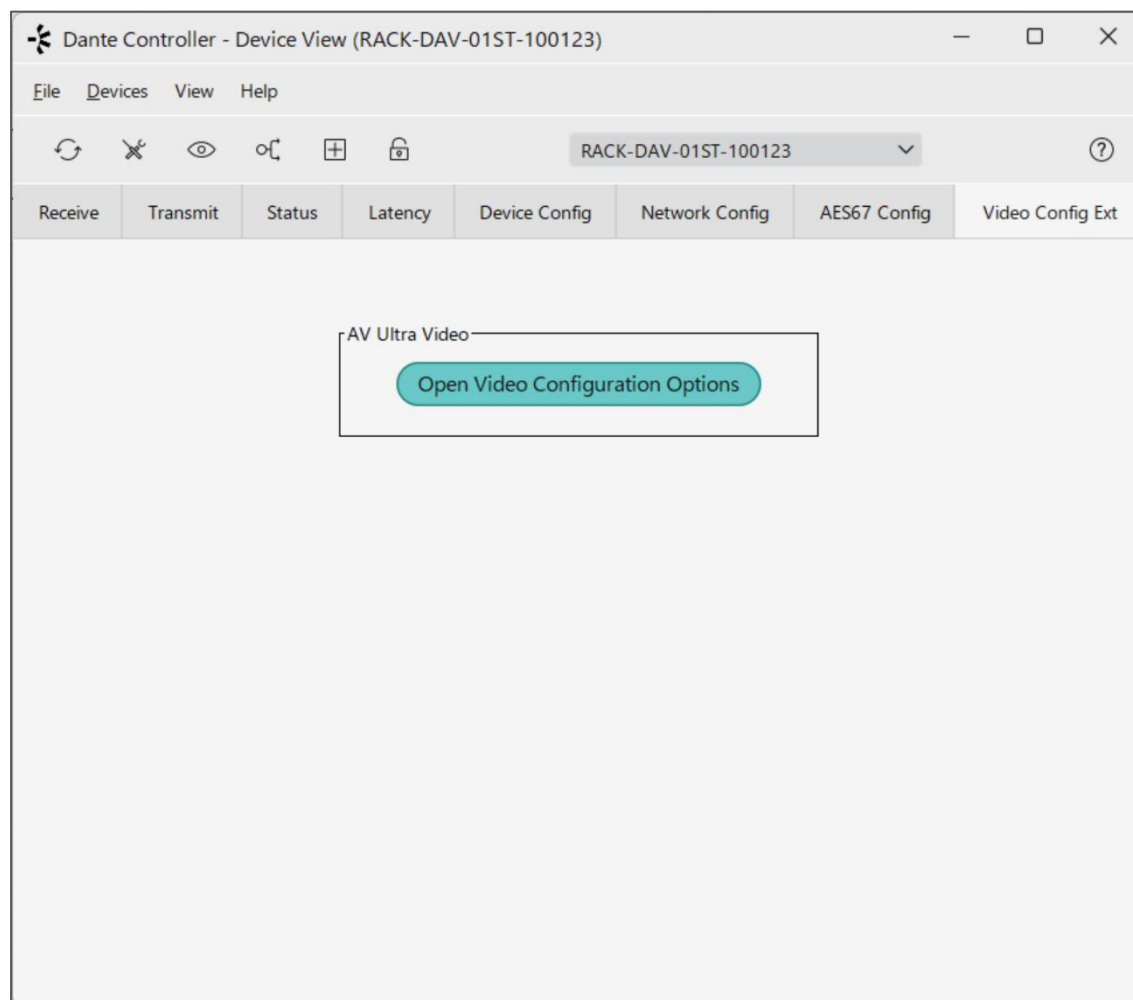 Dante Controller - Device View (RACK-DAV-01ST-100123)
File Devices View Help
RACK-DAV-01ST-100123
Receive Transmit Status Latency Device Config Network Config AES67 Config Video Config Ext
AV Ultra Video
Open Video Configuration Options